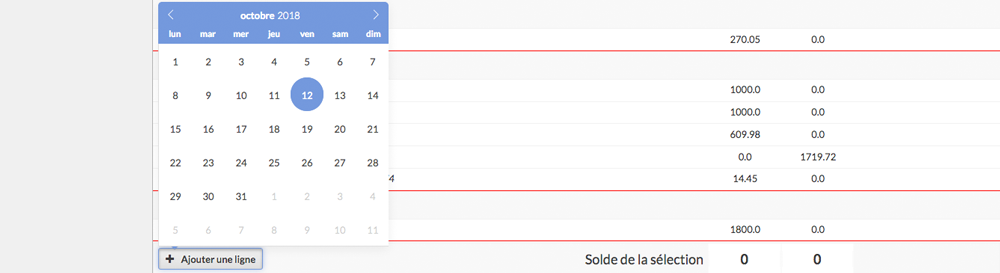 octobre 2018
lun mar mer jeu ven sam dim
1 2 3 4 5 6 7
8 9 10 11 12 13 14
15 16 17 18 19 20 21
22 23 24 25 26 27 28
29 30 31 1 2 3 4
5 6 7 8 9 10 11
270.05 0.0
1000.0 0.0
1000.0 0.0
609.98 0.0
0.0 1719.72
14.45 0.0
1800.0 0.0
+ Ajouter une ligne
Solde de la sélection 0 0